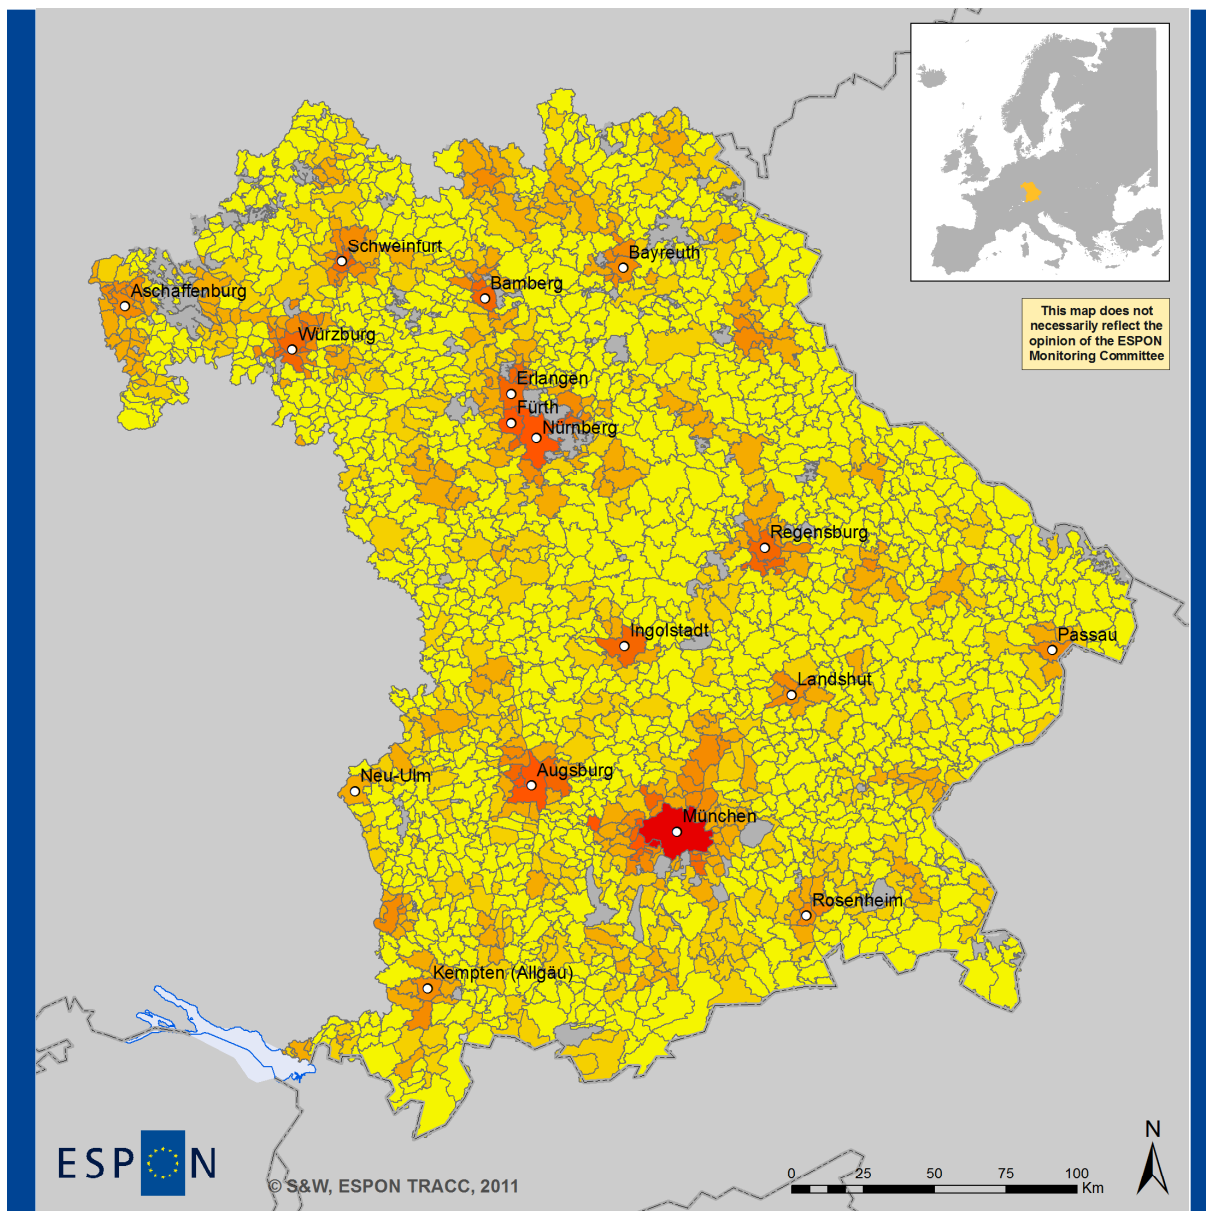 This map does not
necessarily reflect the
opinion of the ESPON
Monitoring Committee
Schweinfurt
Bayreuth
Aschaffenburg
Bamberg
Würzburg
Erlangen
Fürth
Nürnberg
Regensburg
Ingolstadt
Passau
Landshut
Neu-Ulm
Augsburg
München
Rosenheim
Kempten (Allgäu)
N
ESPON
0 25 50 75 100
Km
© S&W, ESPON TRACC, 2011